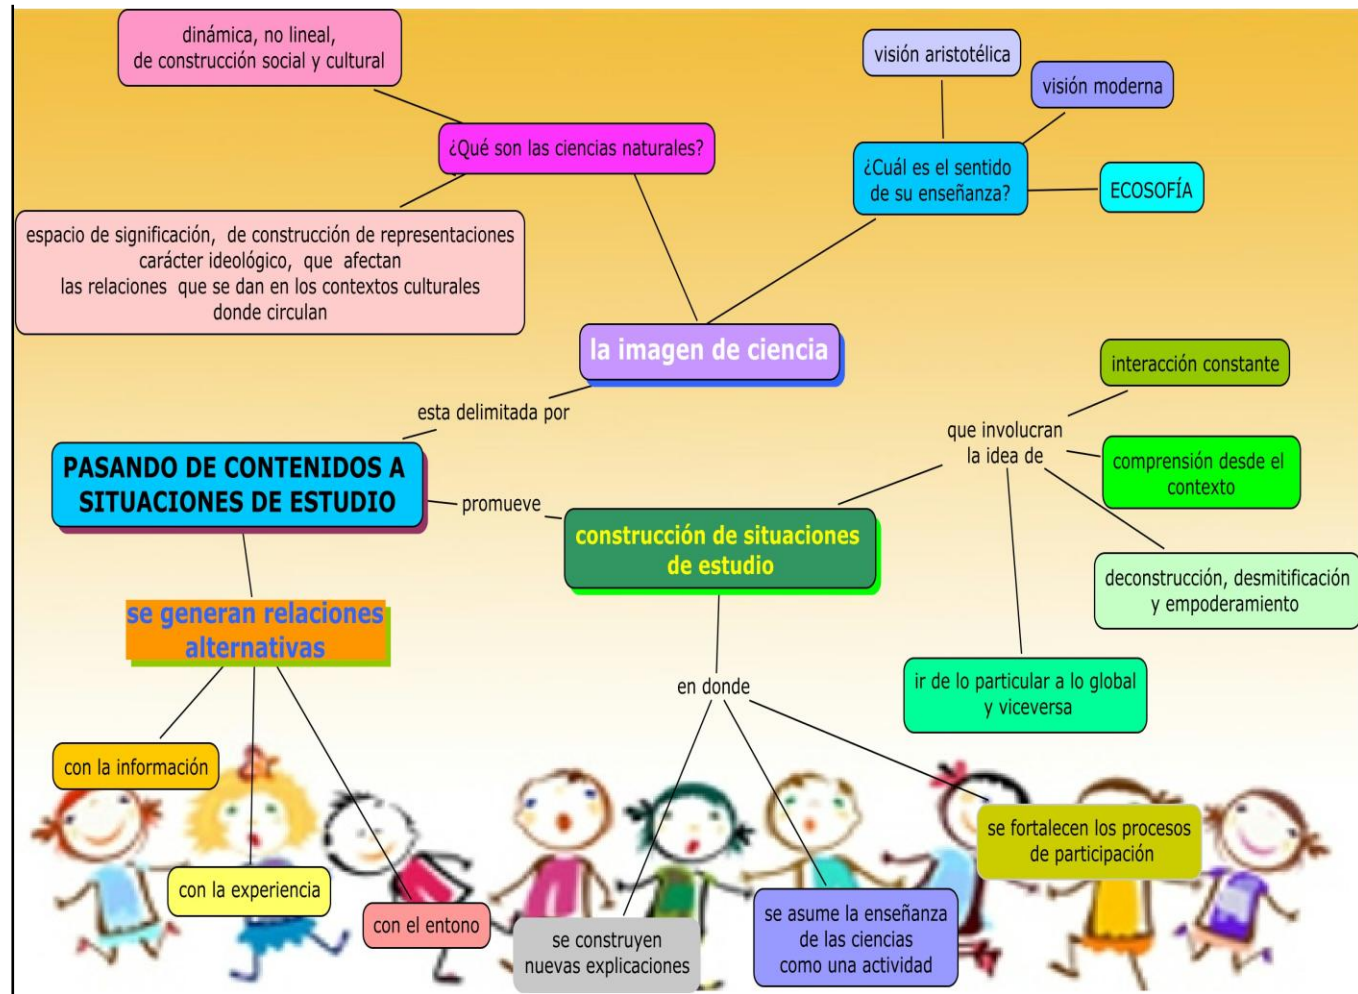 dinámica, no lineal,
de construcción social y cultural
visión aristotélica
visión moderna
¿Qué son las ciencias naturales?
¿Cuál es el sentido
de su enseñanza?
ECOSOFÍA
espacio de significación,  de construcción de representaciones
carácter ideológico,  que  afectan
las relaciones  que se dan en los contextos culturales
donde circulan
la imagen de ciencia
interacción constante
esta delimitada por
que involucran
la idea de
PASANDO DE CONTENIDOS A
SITUACIONES DE ESTUDIO
comprensión desde el
contexto
promueve
construcción de situaciones
de estudio
deconstrucción, desmitificación
y empoderamiento
se generan relaciones
alternativas
en donde
ir de lo particular a lo global
y viceversa
con la información
se fortalecen los procesos
de participación
con la experiencia
con el entono
se construyen
nuevas explicaciones
se asume la enseñanza
de las ciencias
como una actividad